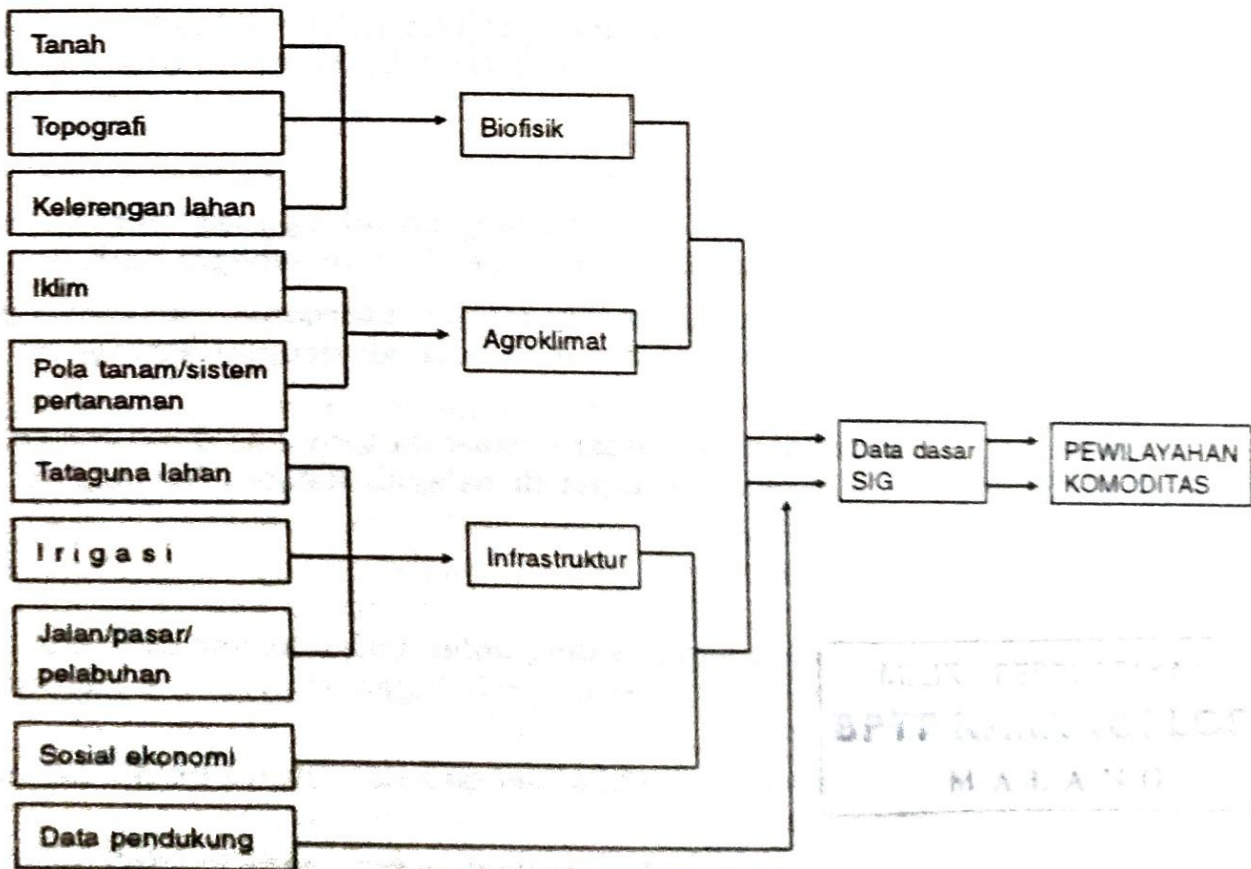 Tanah
Topografi
Kelerengan lahan
Iklim
Pola tanam/sistem
pertanaman
Tataguna lahan
Irigasi
Jalan/pasar/
pelabuhan
Sosial ekonomi
Data pendukung
Biofisik
Agroklimat
Infrastruktur
Data dasar
SIG
PEWILAYAHAN
KOMODITAS
BPTP
MALANG